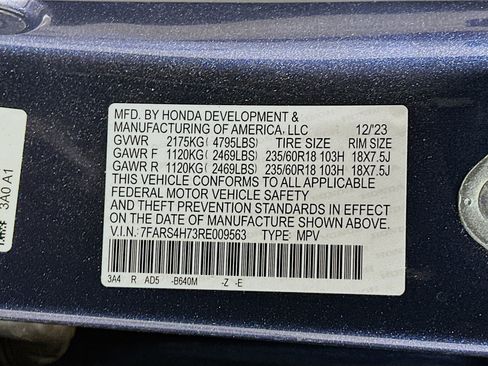 MFD. BY HONDA DEVELOPMENT &
MANUFACTURING OF AMERICA, LLC 12/'23
GVWR 2175KG ( 4795LBS) TIRE SIZE RIM SIZE
GAWR F 1120KG ( 2469LBS) 235/60R18 103H 18X7.5J
GAWR R 1120KG ( 2469LBS) 235/60R18 103H 18X7.5J
THIS VEHICLE CONFORMS TO ALL APPLICABLE
FEDERAL MOTOR VEHICLE SAFETY
AND THEFT PREVENTION STANDARDS IN EFFECT
ON THE DATE OF MANUFACTURE SHOWN ABOVE.
V.I.N.: 7FARS4H73RE009563 TYPE: MPV
3A4 R AD5 -B640M -Z -E
3A0 A1